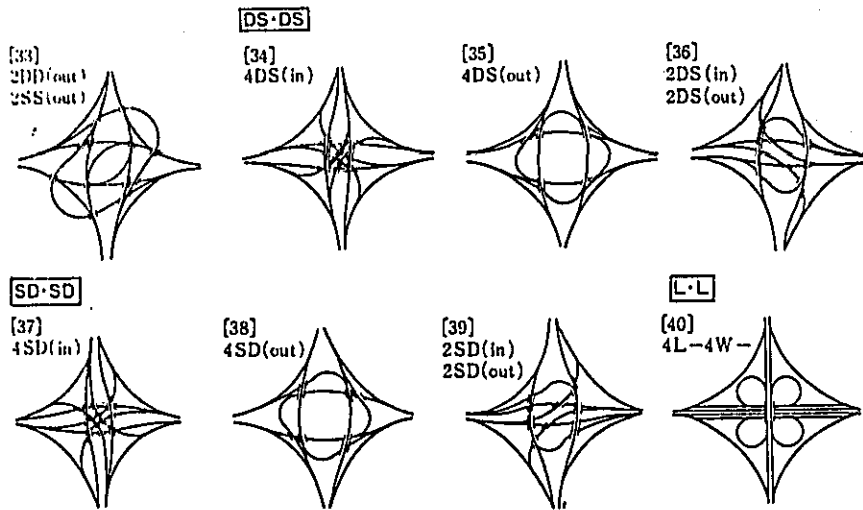 DS・DS
[33]
2DD(out)
2SS(out)
[34]
4DS(in)
[35]
4DS(out)
[36]
2DS(in)
2DS(out)
SD・SD
[37]
4SD(in)
[38]
4SD(out)
[39]
2SD(in)
2SD(out)
L・L
[40]
4L-4W-